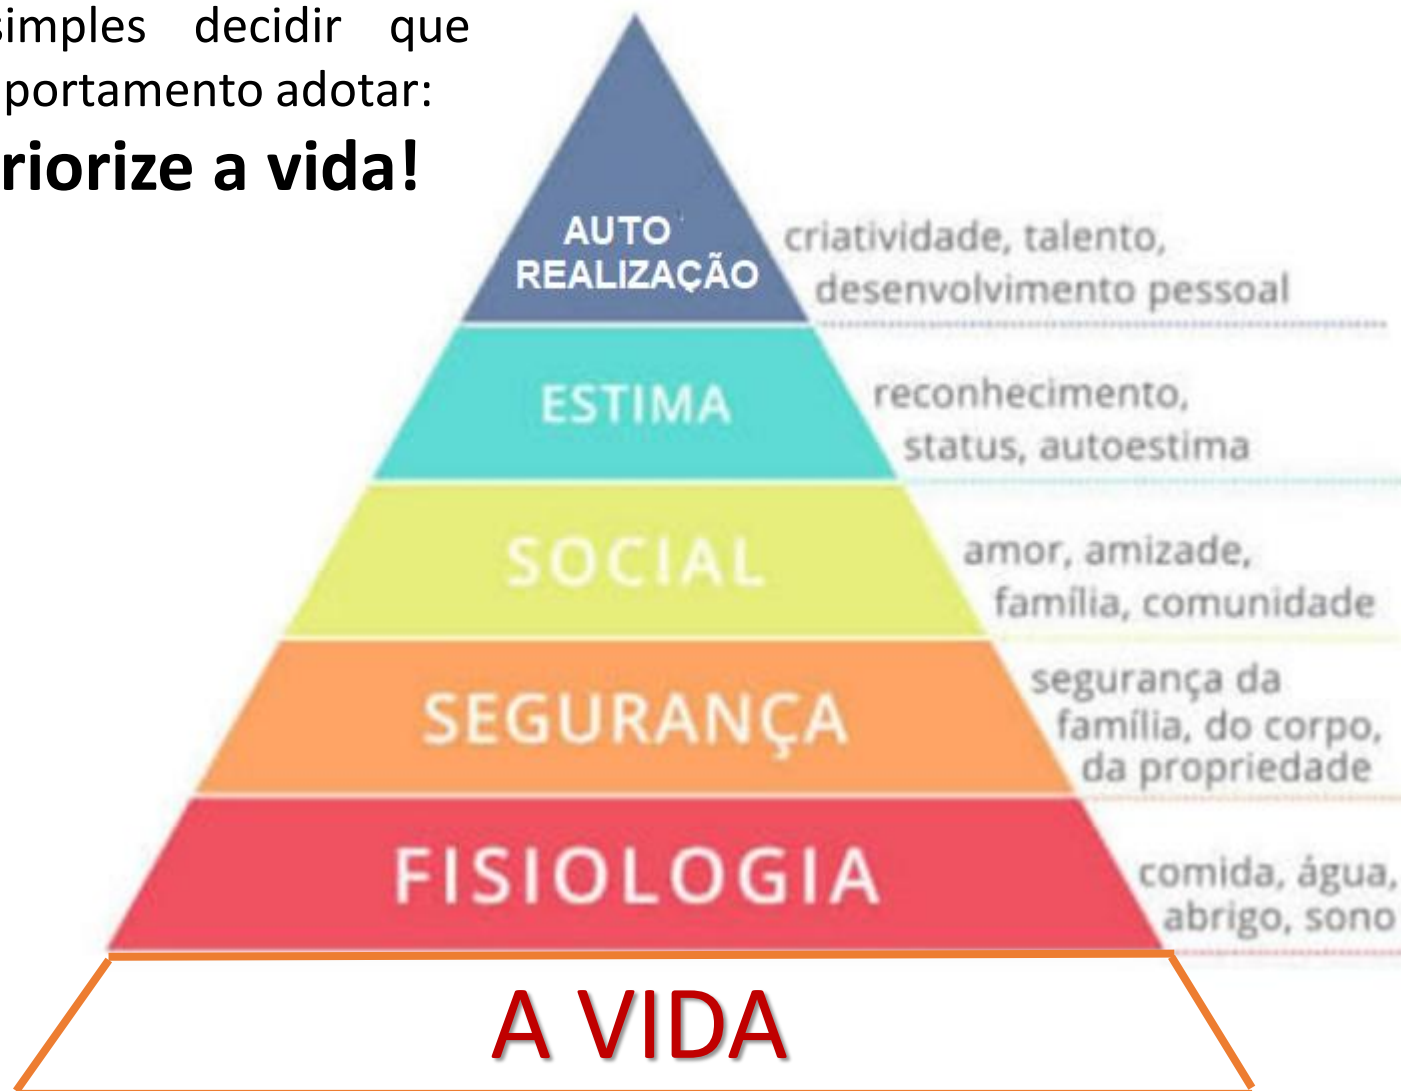 simples decidir que
portamento adotar:
riorize a vida!
AUTO
REALIZAÇÃO
criatividade, talento,
desenvolvimento pessoal
ESTIMA
reconhecimento,
status, autoestima
SOCIAL
amor, amizade,
família, comunidade
SEGURANÇA
segurança da
família, do corpo,
da propriedade
FISIOLOGIA
comida, água,
abrigo, sono
A VIDA